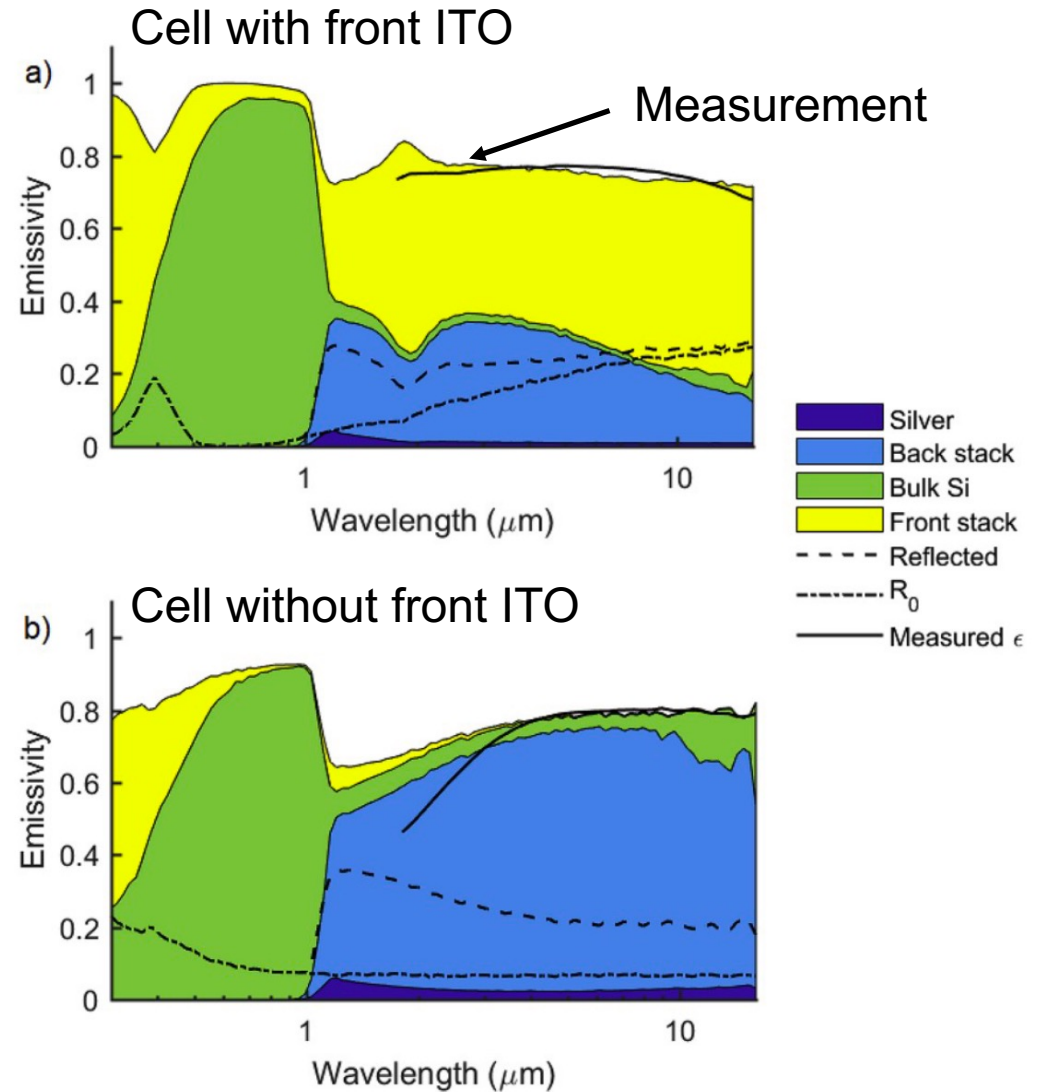 Cell with front ITO
a)
Measurement
1
0.8
0.6
0.4
0.2
0
Emissivity
1
10
Wavelength (μm)
Silver
Back stack
Bulk Si
Front stack
Reflected
R₀
Measured ϵ
Cell without front ITO
b)
1
0.8
0.6
0.4
0.2
0
Emissivity
1
10
Wavelength (μm)